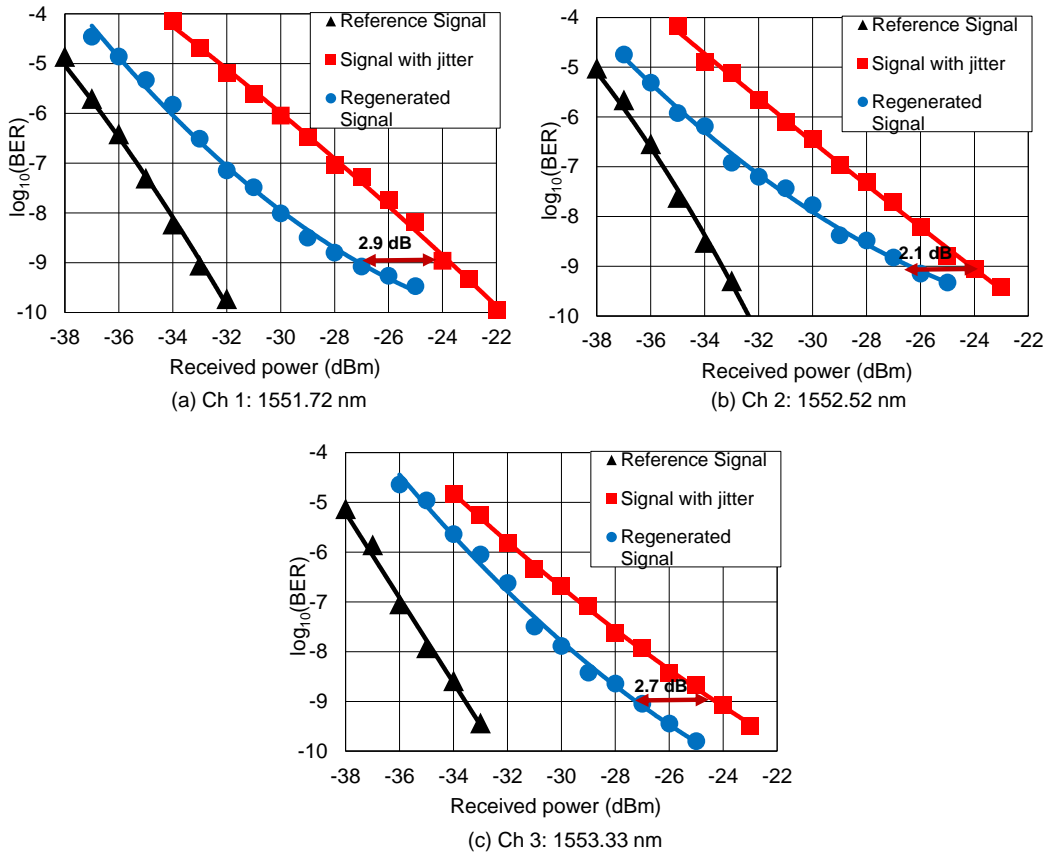 -4
-5
-6
-7
-8
-9
-10
log10(BER)
Reference Signal
Signal with jitter
Regenerated
Signal
2.9 dB
-38 -36 -34 -32 -30 -28 -26 -24 -22
Received power (dBm)
(a) Ch 1: 1551.72 nm
-4
-5
-6
-7
-8
-9
-10
log10(BER)
Reference Signal
Signal with jitter
Regenerated
Signal
2.1 dB
-38 -36 -34 -32 -30 -28 -26 -24 -22
Received power (dBm)
(b) Ch 2: 1552.52 nm
-4
-5
-6
-7
-8
-9
-10
log10(BER)
Reference Signal
Signal with jitter
Regenerated
Signal
2.7 dB
-38 -36 -34 -32 -30 -28 -26 -24 -22
Received power (dBm)
(c) Ch 3: 1553.33 nm